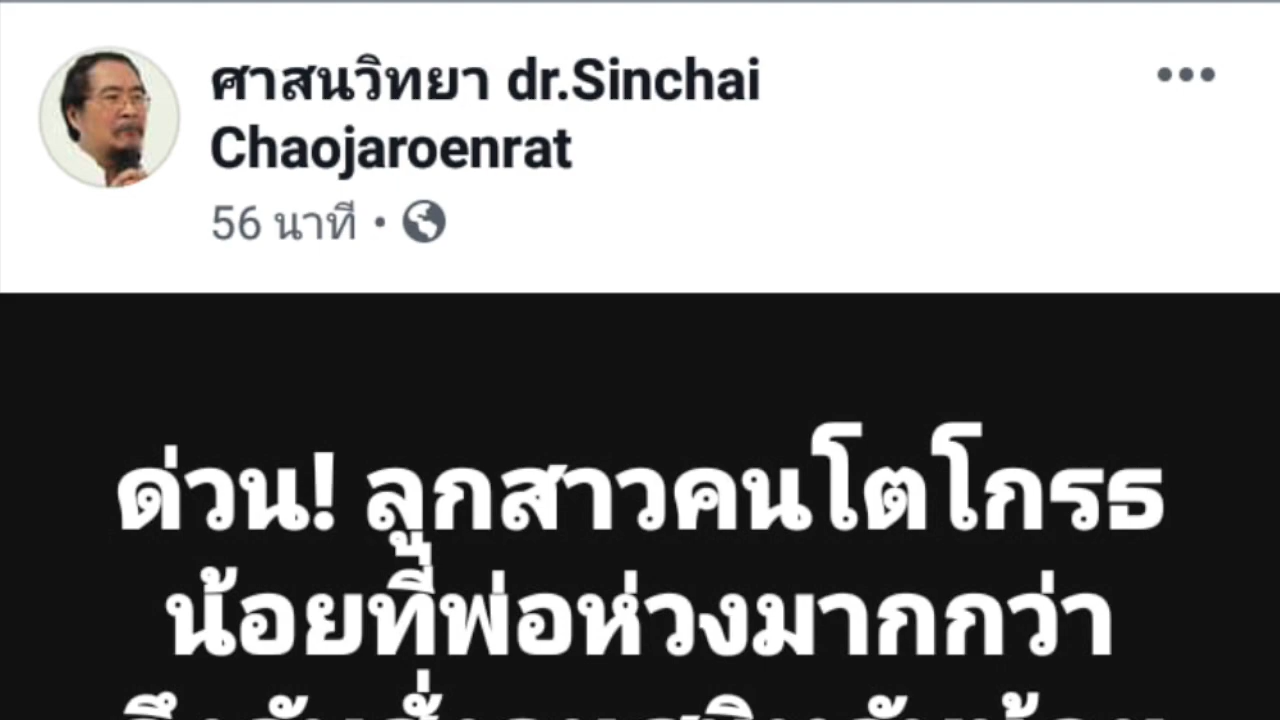 ศาสนวิทยา dr.Sinchai
Chaojaroenrat
56 นาที
ด่วน! ลูกสาวคนโตโกรธ
น้อยที่พ่อห่วงมากกว่า